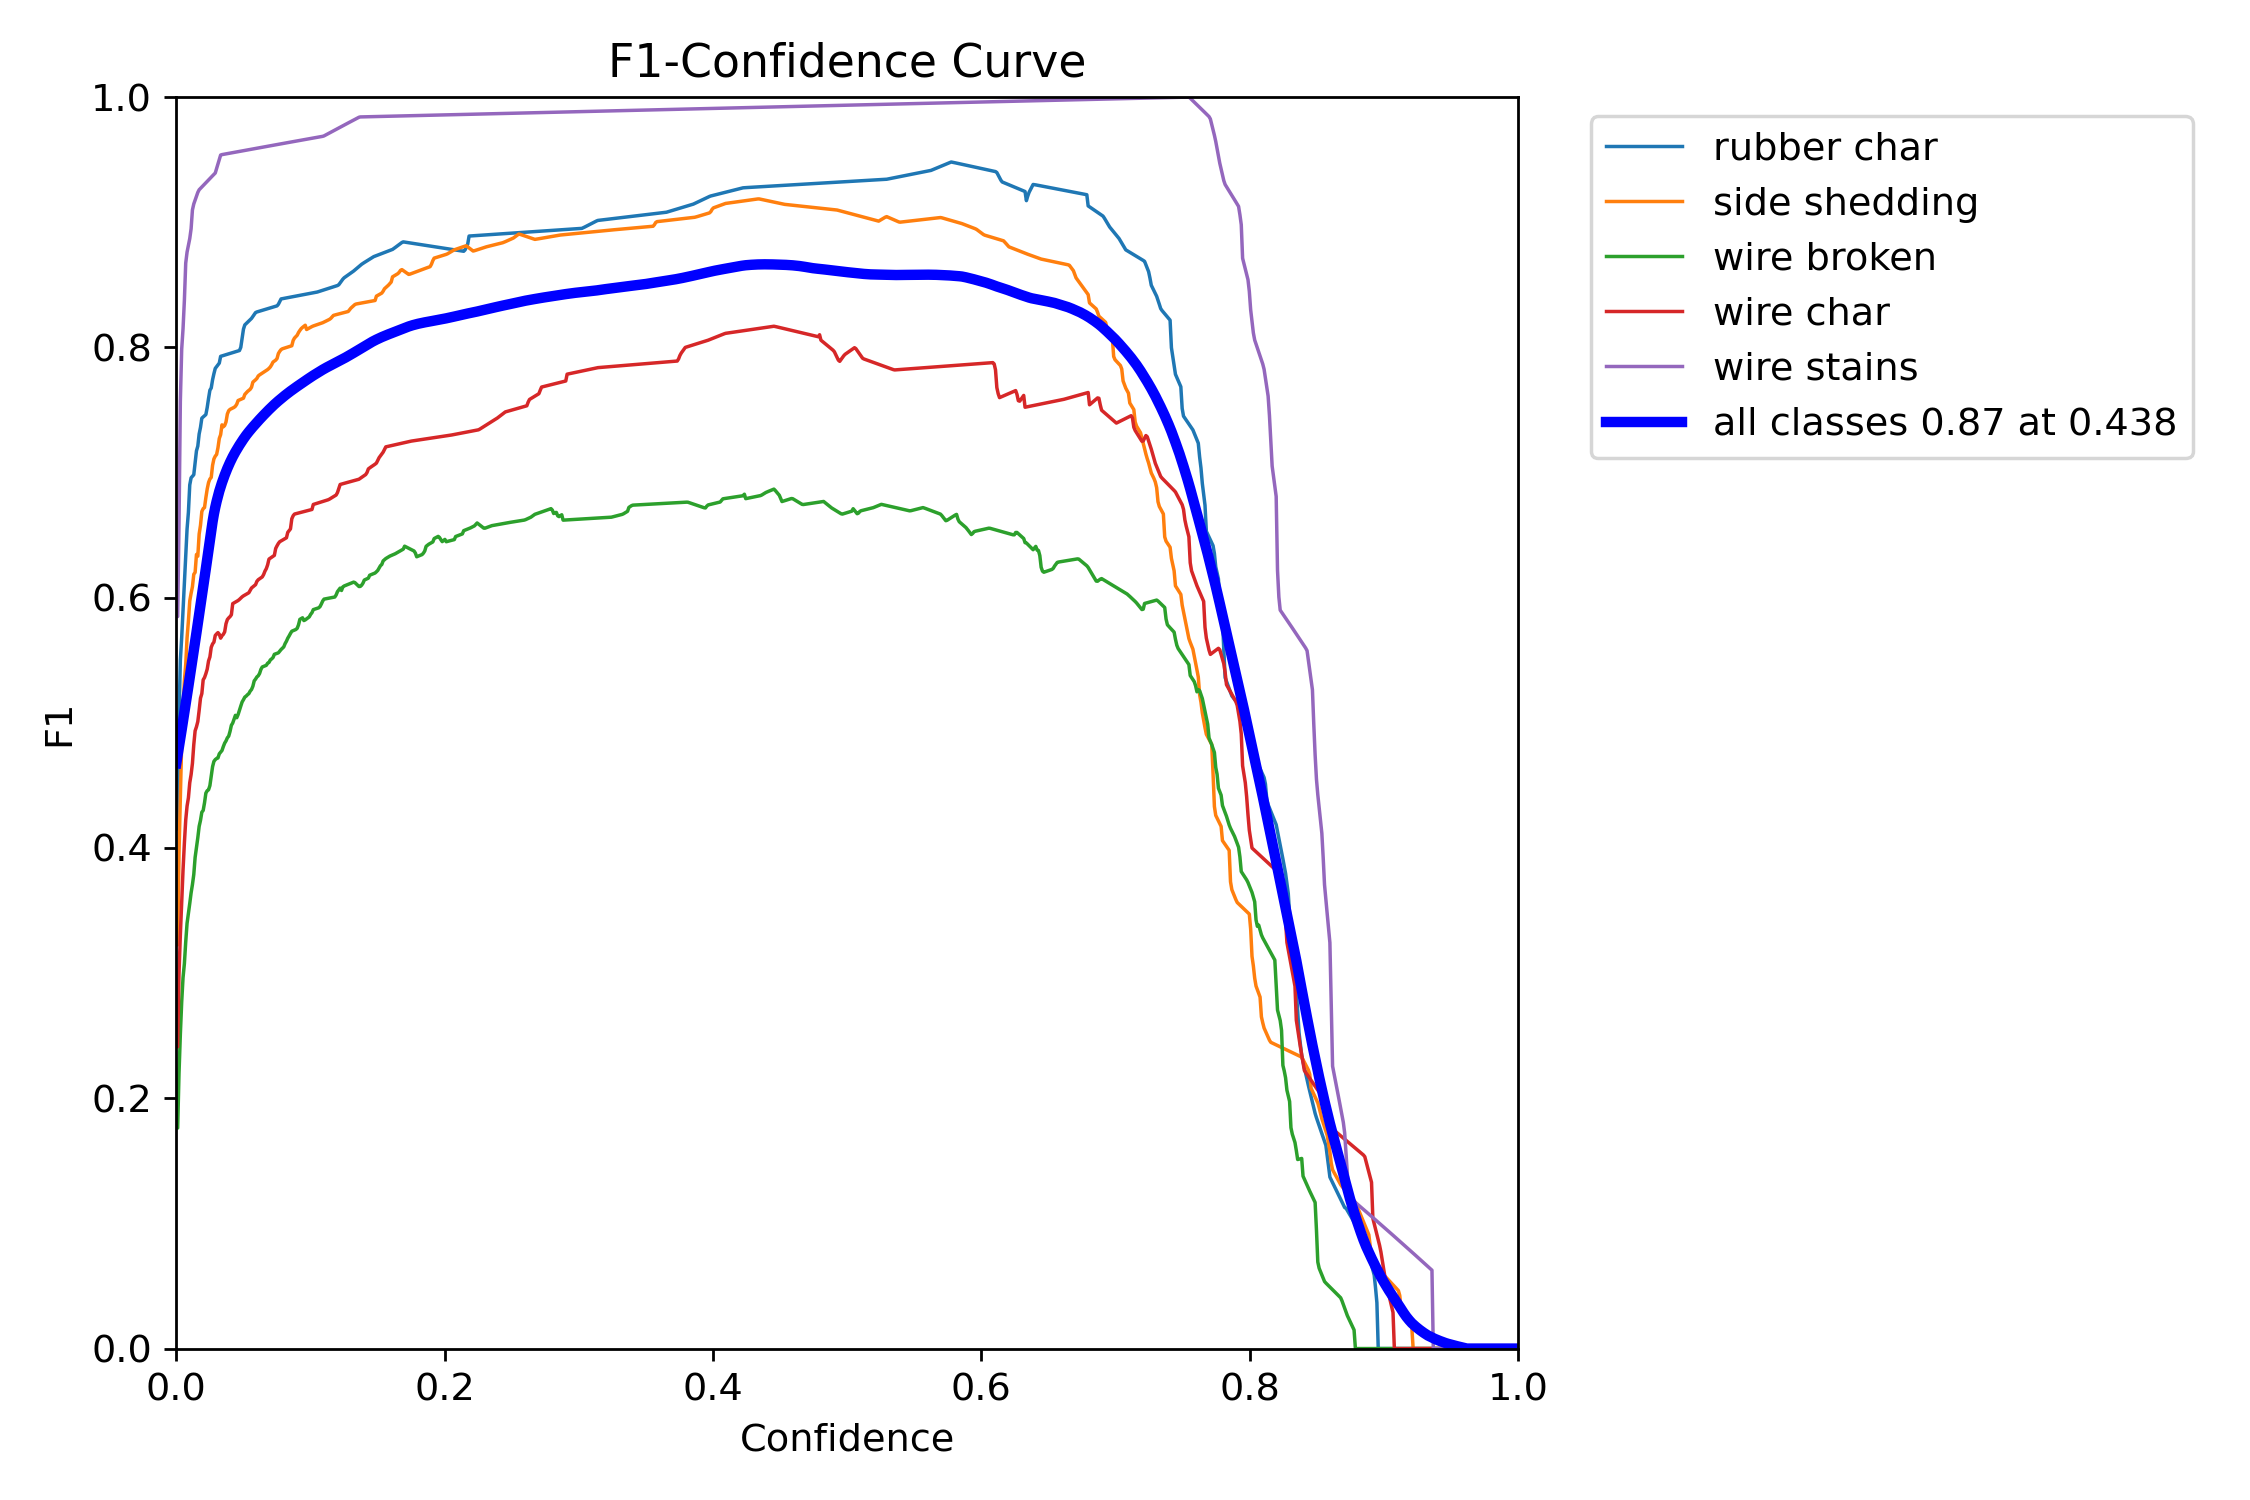 F1-Confidence Curve
1.0
0.8
0.6
0.4
0.2
0.0
F1
0.0 0.2 0.4 0.6 0.8 1.0
Confidence
rubber char
side shedding
wire broken
wire char
wire stains
all classes 0.87 at 0.438